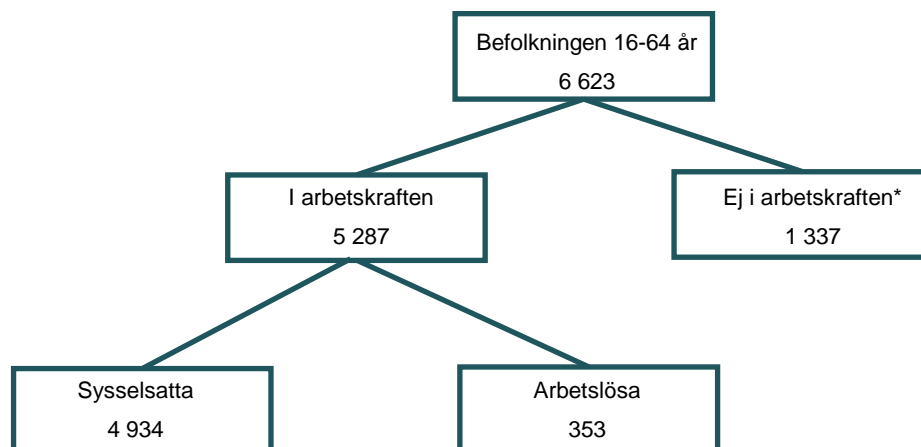 Befolkningen 16-64 år
6 623
I arbetskraften
5 287
Ej i arbetskraften*
1 337
Sysselsatta
4 934
Arbetslösa
353